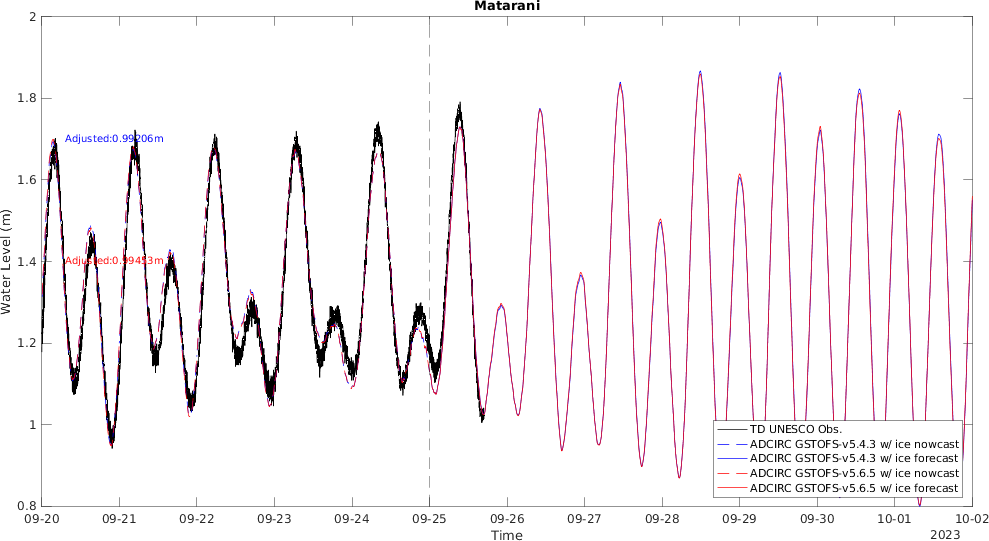 Matarani
2
1.8
1.6
1.4
1.2
1
0.8
Water Level (m)
Adjusted:0.99206m
Adjusted:0.99453m
TD UNESCO Obs.
ADCIRC GSTOFS-v5.4.3 w/ ice nowcast
ADCIRC GSTOFS-v5.4.3 w/ ice forecast
ADCIRC GSTOFS-v5.6.5 w/ ice nowcast
ADCIRC GSTOFS-v5.6.5 w/ ice forecast
09-20 09-21 09-22 09-23 09-24 09-25 09-26 09-27 09-28 09-29 09-30 10-01 10-02
Time
2023